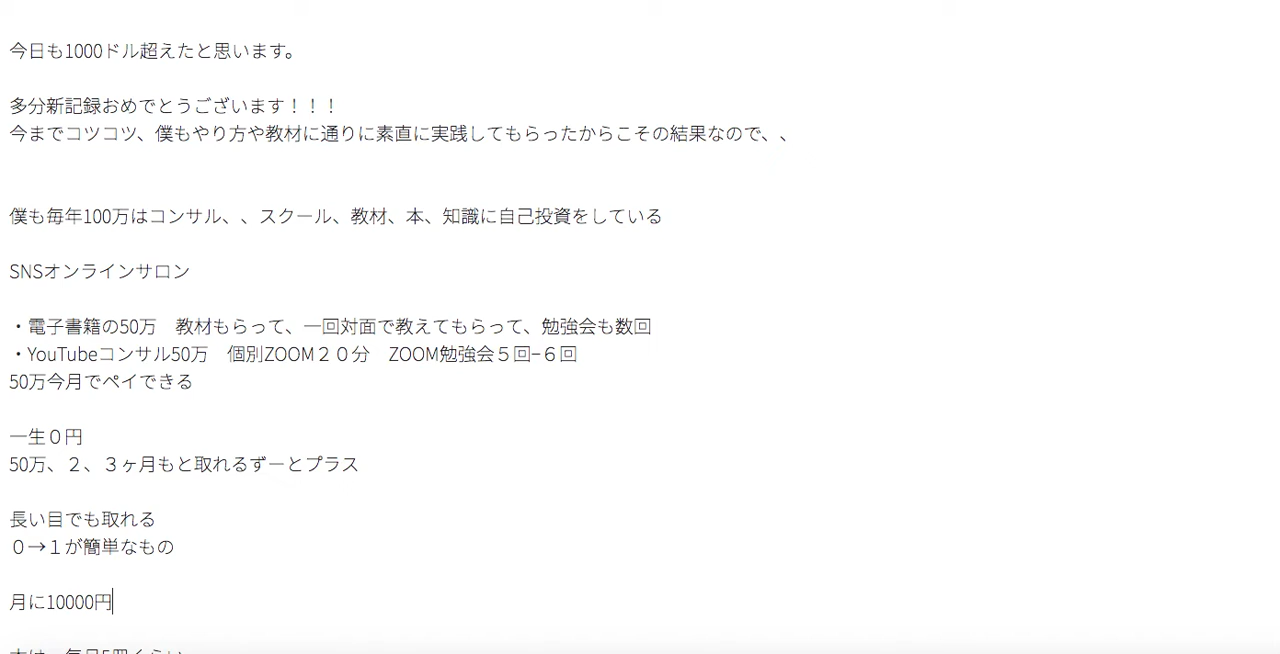 今日も1000ドル超えたと思います。
多分新記録おめでとうございます！！！
今までコツコツ、僕もやり方や教材に通りに素直に実践してもらったからこその結果なので、、
僕も毎年100万はコンサル、、スクール、教材、本、知識に自己投資をしている
SNSオンラインサロン
・電子書籍の50万　教材もらって、一回対面で教えてもらって、勉強会も数回
・YouTubeコンサル50万　個別ZOOM２０分　ZOOM勉強会５回−６回
50万今月でペイできる
一生０円
50万、２、３ヶ月もと取れるずーとプラス
長い目でも取れる
０→１が簡単なもの
月に10000円